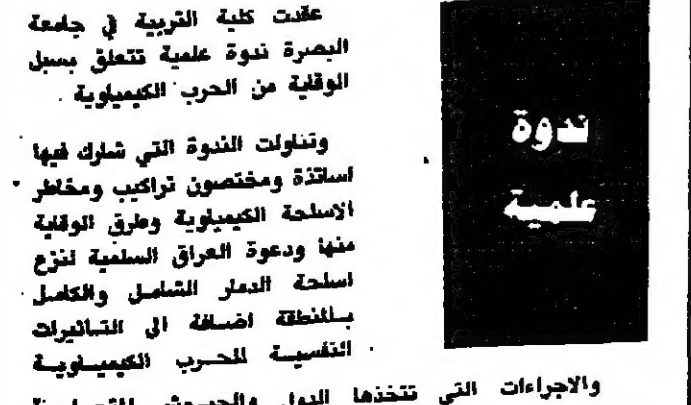 ندوة
علمية
عقدت كلية التربية في جامعة
البصرة ندوة علمية تتعلق بسبل
الوقاية من الحرب الكيمياوية .
وتناولت الندوة التي شارك فيها
اساتذة ومختصون تراكيب ومخاطر
الاسلحة الكيمياوية وطرق الوقاية
منها ودعوة العراق السلمية لنزع
اسلحة الدمار الشامل والكامل
بالمنطقة اضافة الى التاثيرات
النفسية للحرب الكيمياوية
والاجراءات التي تتخذها الدول والجيوش